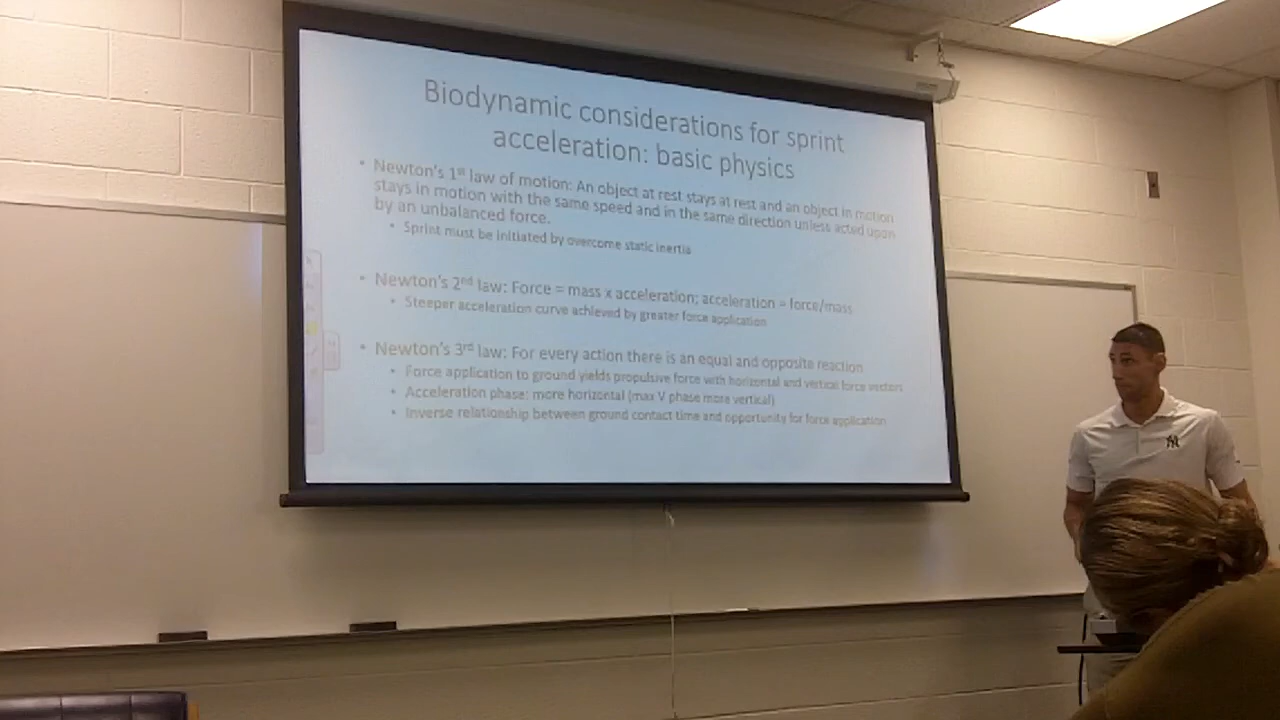 Biodynamic considerations for sprint
acceleration: basic physics
• Newton's 1st law of motion: An object at rest stays at rest and an object in motion
stays in motion with the same speed and in the same direction unless acted upon
by an unbalanced force.
• Sprint must be initiated by overcome static inertia
• Newton's 2nd law: Force = mass x acceleration; acceleration = force/mass
• Steeper acceleration curve achieved by greater force application
• Newton's 3rd law: For every action there is an equal and opposite reaction
• Force application to ground yields propulsive force with horizontal and vertical force vectors
• Acceleration phase: more horizontal (max V phase more vertical)
• Inverse relationship between ground contact time and opportunity for force application
NY